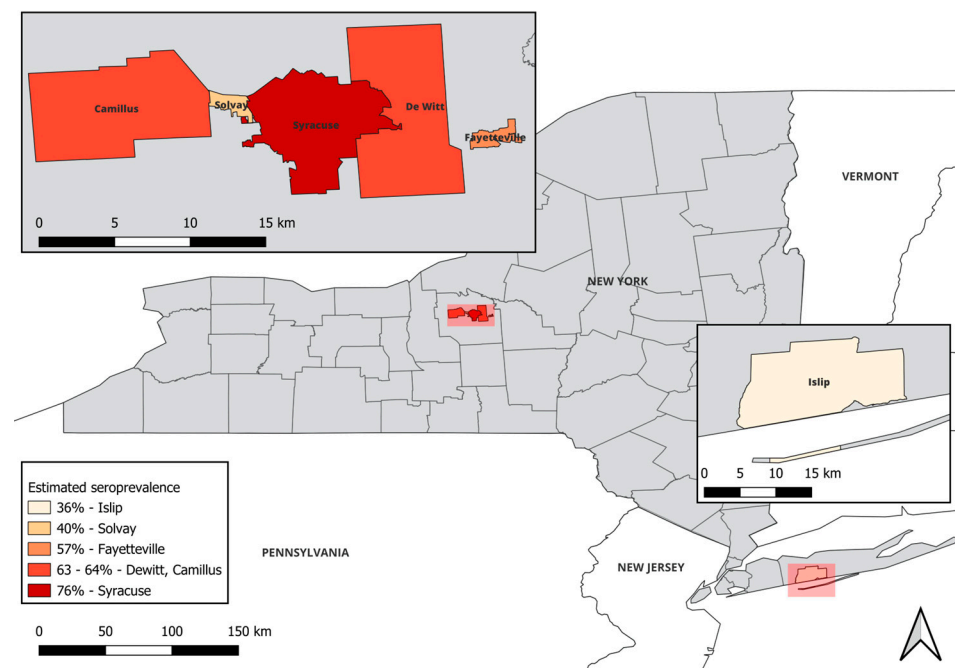 Camillus
Solvay
Syracuse
De Witt
Fayetteville
0 5 10 15 km
VERMONT
NEW YORK
Islip
0 5 10 15 km
Estimated seroprevalence
36% - Islip
40% - Solvay
57% - Fayetteville
63 - 64% - Dewitt, Camillus
76% - Syracuse
PENNSYLVANIA
NEW JERSEY
0 50 100 150 km